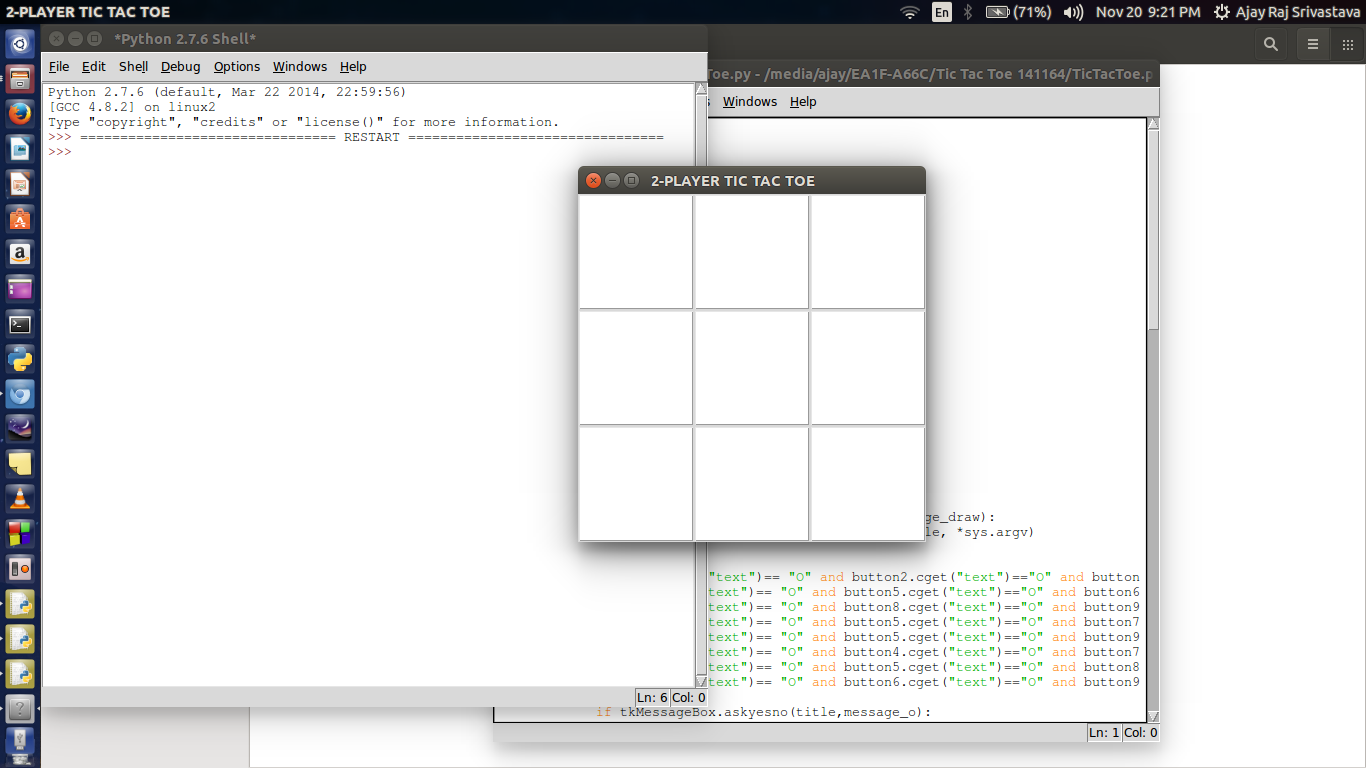 2-PLAYER TIC TAC TOE
En
(71%)
Nov 20 9:21 PM
Ajay Raj Srivastava
*Python 2.7.6 Shell*
File Edit Shell Debug Options Windows Help
Python 2.7.6 (default, Mar 22 2014, 22:59:56)
[GCC 4.8.2] on linux2
Type "copyright", "credits" or "license()" for more information.
>>> ================================ RESTART ================================
>>>
Ln: 6 Col: 0
Toe.py - /media/ajay/EA1F-A66C/Tic Tac Toe 141164/TicTacToe.p
s Windows Help
2-PLAYER TIC TAC TOE
ge_draw):
le, *sys.argv)
"text")== "O" and button2.cget("text")=="O" and button
text")== "O" and button5.cget("text")=="O" and button6
text")== "O" and button8.cget("text")=="O" and button9
text")== "O" and button5.cget("text")=="O" and button7
text")== "O" and button5.cget("text")=="O" and button9
text")== "O" and button4.cget("text")=="O" and button7
text")== "O" and button5.cget("text")=="O" and button8
text")== "O" and button6.cget("text")=="O" and button9
if tkMessageBox.askyesno(title,message_o):
Ln: 1 Col: 0